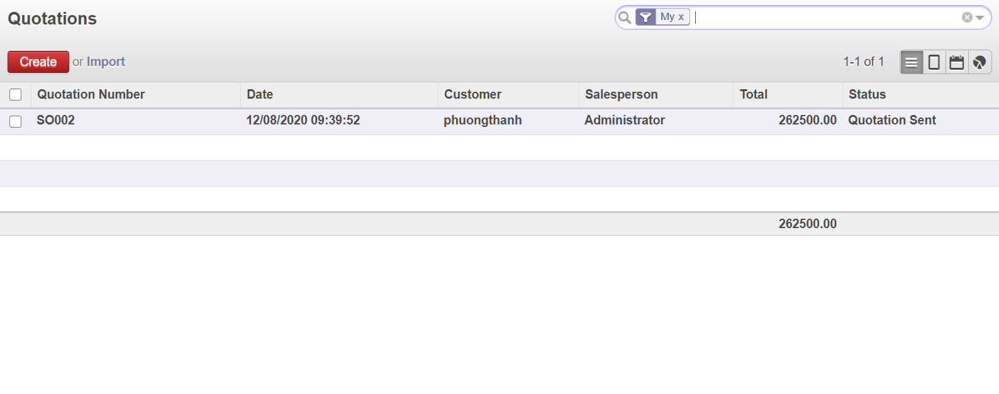 Quotations
My x
Create or Import
1-1 of 1
Quotation Number Date Customer Salesperson Total Status
SO002 12/08/2020 09:39:52 phuongthanh Administrator 262500.00 Quotation Sent
262500.00